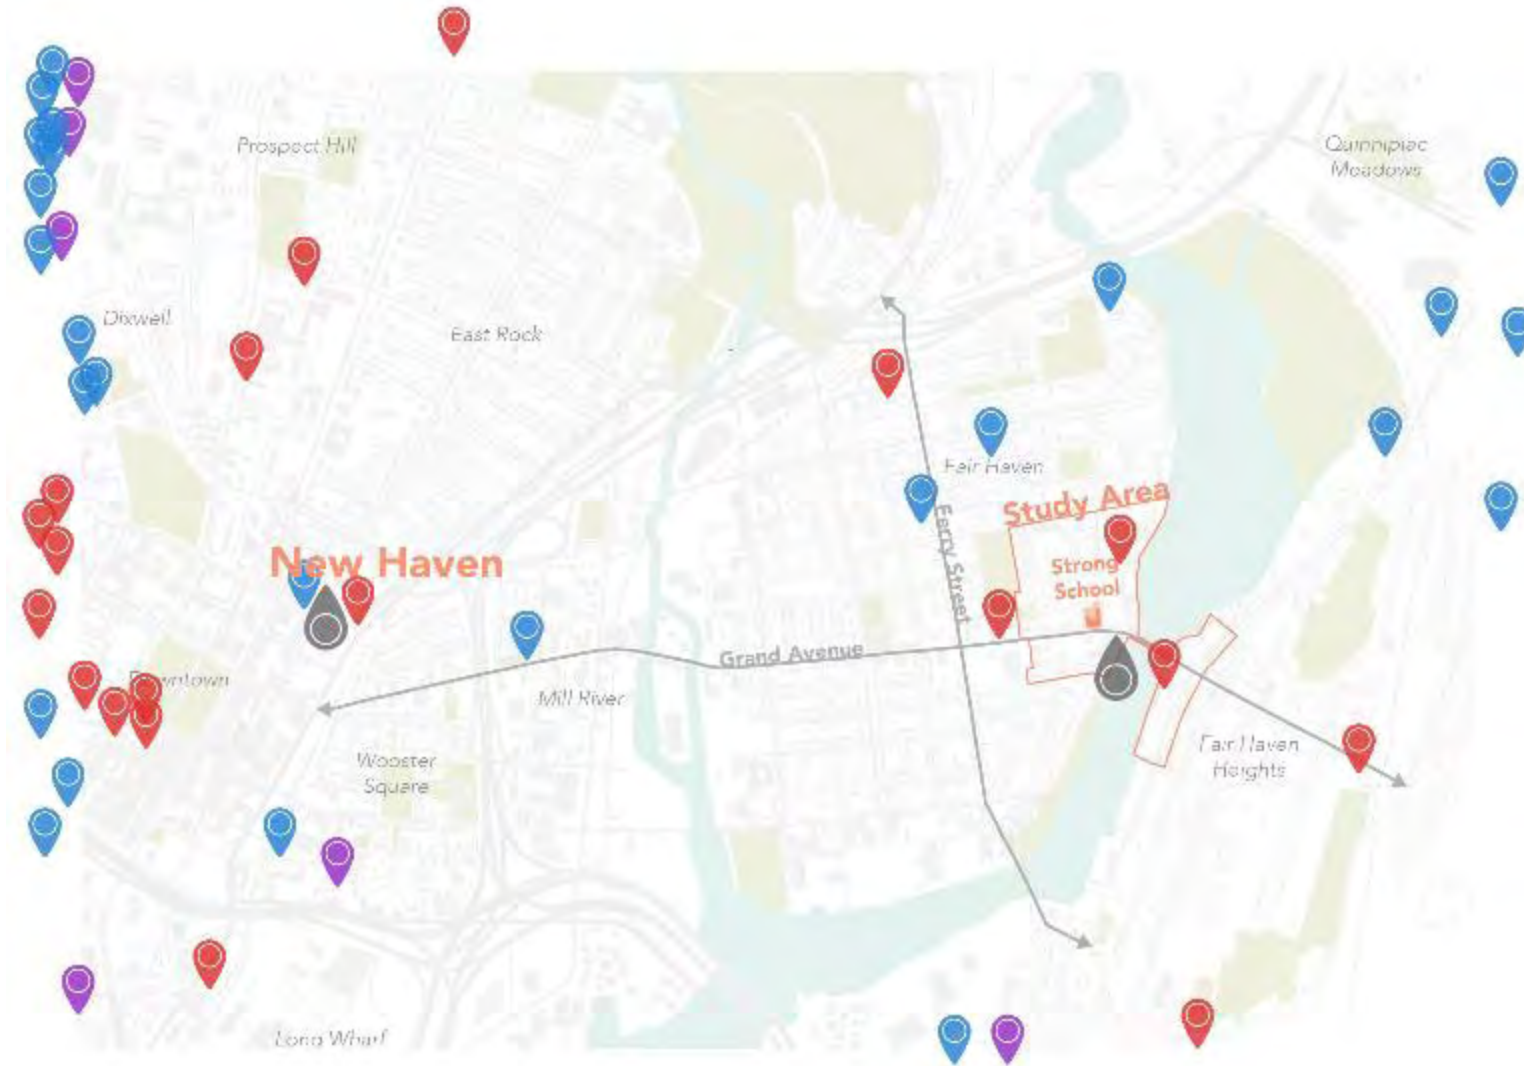 Prospect Hill
Quinnipiac
Meadows
Dixwell
East Rock
Fair Haven
Study Area
Ferry Street
New Haven
Strong
School
Grand Avenue
Downtown
Mill River
Fair Haven
Heights
Wooster
Square
Long Wharf